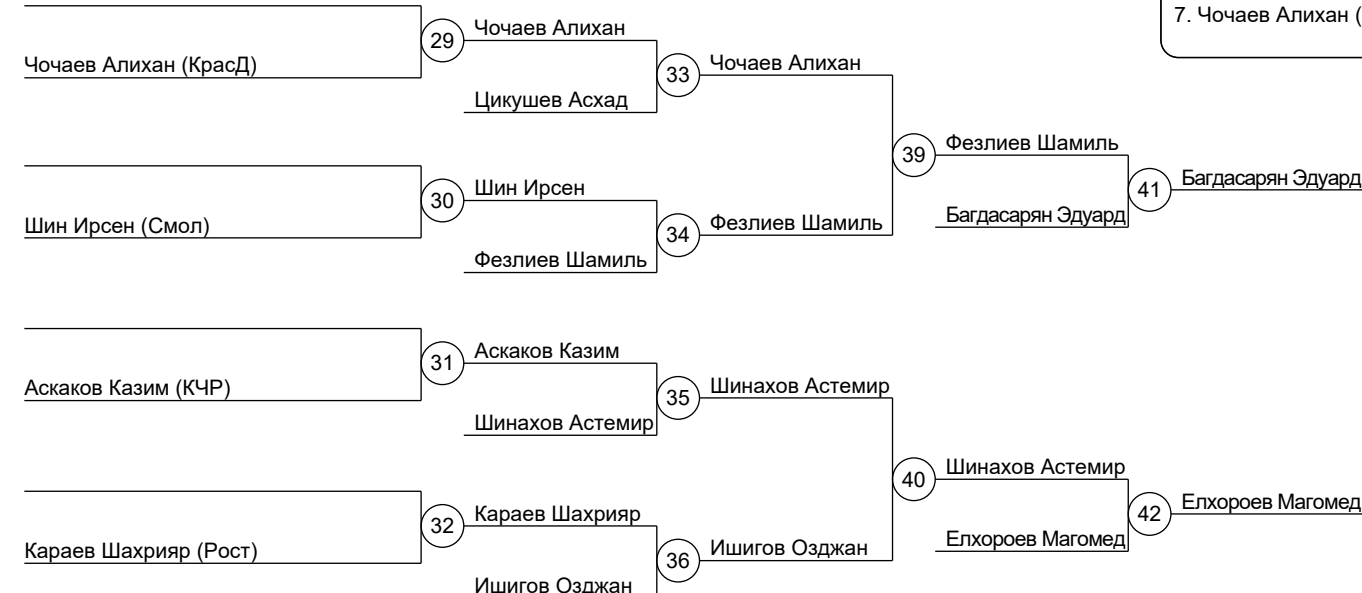 7. Чочаев Алихан (
Чочаев Алихан
29
Чочаев Алихан (КрасД)
Чочаев Алихан
33
Цикушев Асхад
Фезлиев Шамиль
39
Багдасарян Эдуард
41
Багдасарян Эдуард
Шин Ирсен
30
Шин Ирсен (Смол)
Фезлиев Шамиль
34
Фезлиев Шамиль
Аскаков Казим
31
Аскаков Казим (КЧР)
Шинахов Астемир
35
Шинахов Астемир
Шинахов Астемир
40
Елхороев Магомед
42
Елхороев Магомед
Караев Шахрияр
32
Караев Шахрияр (Рост)
Ишигов Озджан
36
Ишигов Озджан